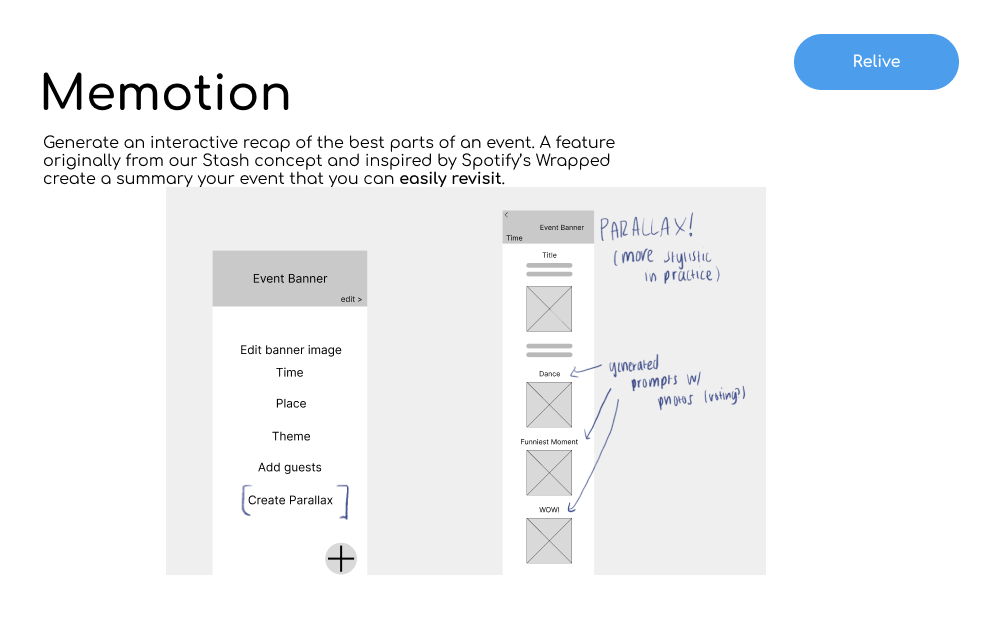 Relive
Memotion
Generate an interactive recap of the best parts of an event. A feature
originally from our Stash concept and inspired by Spotify's Wrapped
create a summary your event that you can easily revisit.
Event Banner
edit >
Edit banner image
Time
Place
Theme
Add guests
[Create Parallax]
+
<
Event Banner
Time
Title
Dance
Funniest Moment
WOW!
PARALLAX!
(more stylistic
in practice)
generated
prompts w/
photos (voting?)